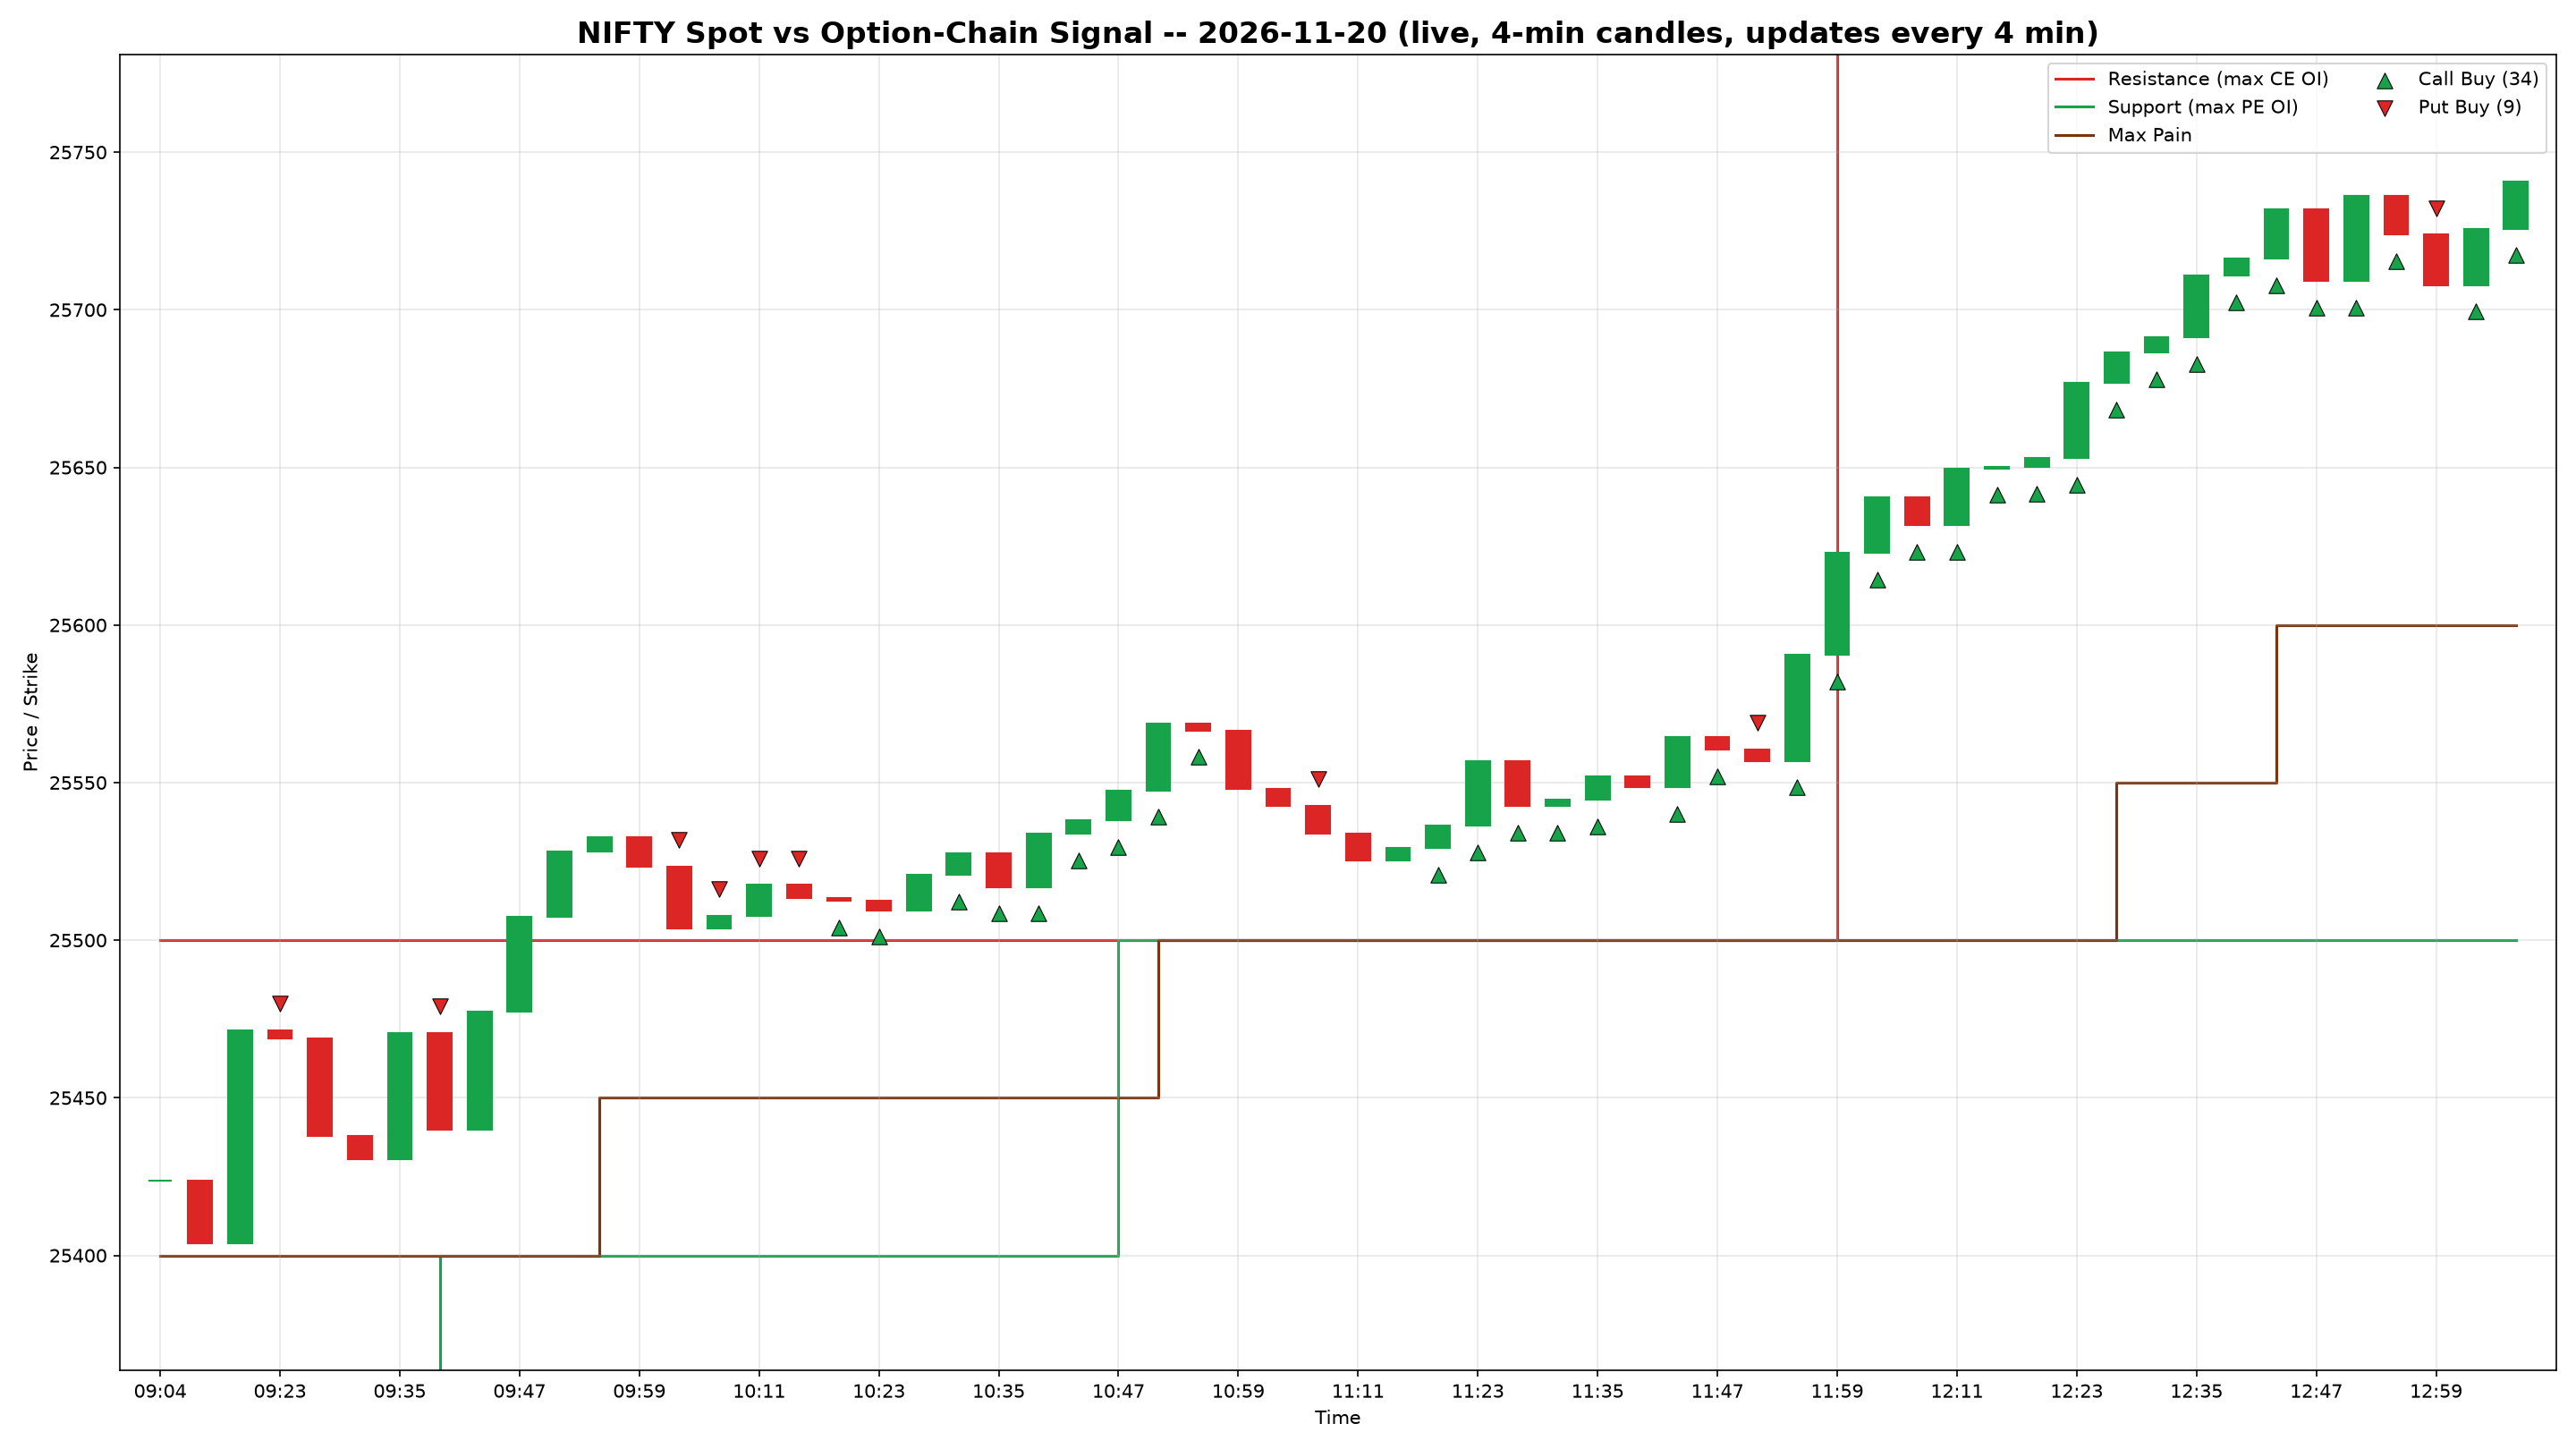 NIFTY Spot vs Option-Chain Signal -- 2026-11-20 (live, 4-min candles, updates every 4 min)
Resistance (max CE OI)
Support (max PE OI)
Max Pain
Call Buy (34)
Put Buy (9)
Price / Strike
25750
25700
25650
25600
25550
25500
25450
25400
09:04 09:23 09:35 09:47 09:59 10:11 10:23 10:35 10:47 10:59 11:11 11:23 11:35 11:47 11:59 12:11 12:23 12:35 12:47 12:59
Time